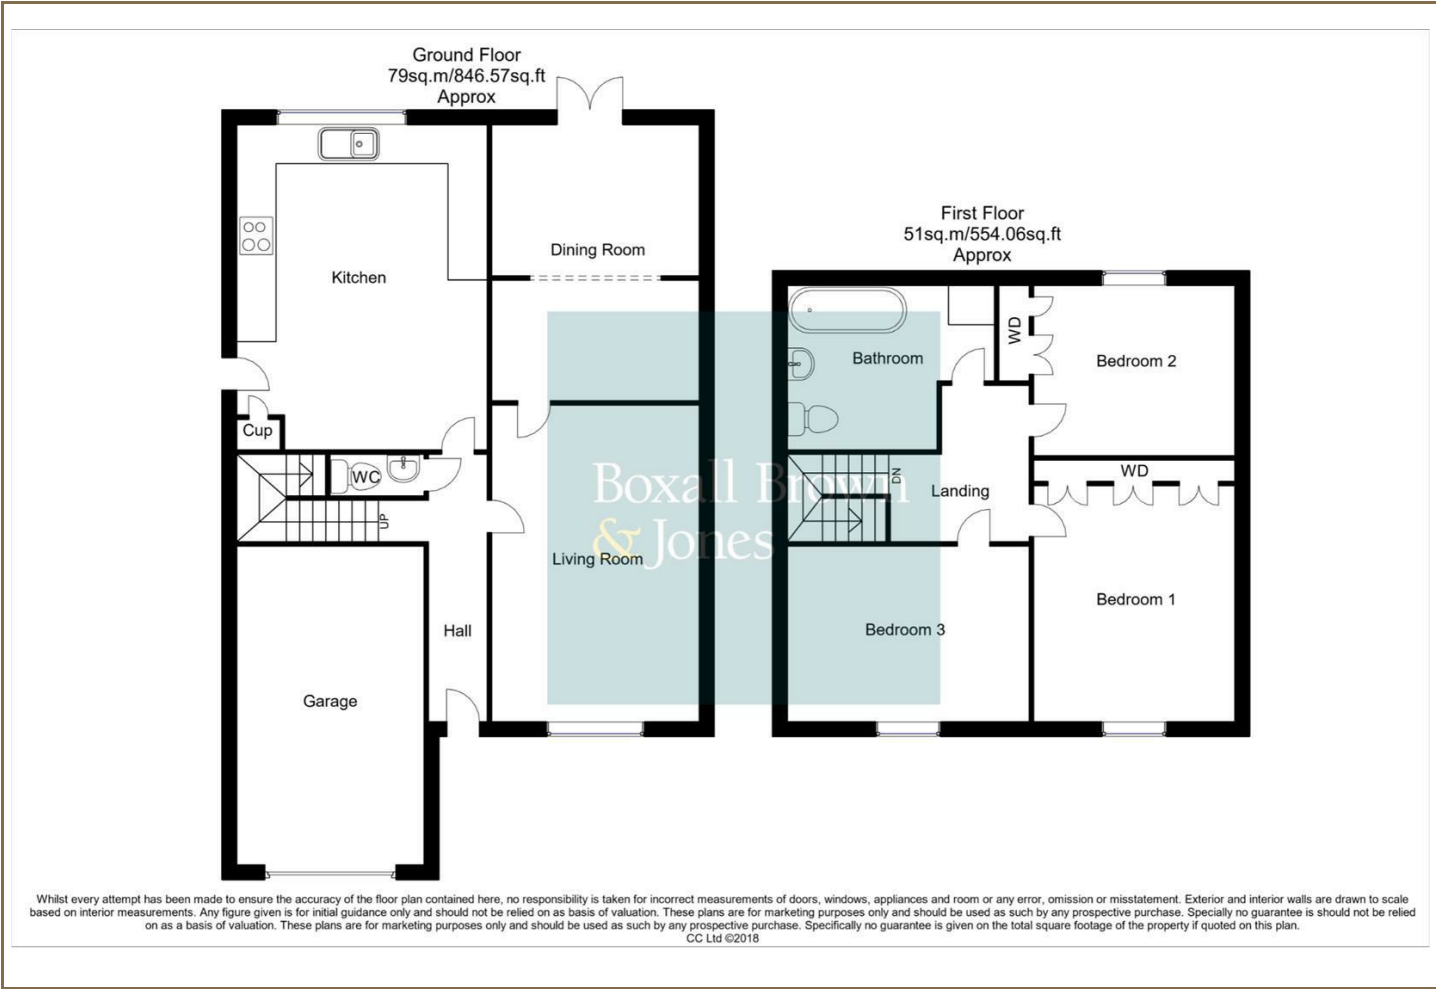 Ground Floor
79sq.m/846.57sq.ft
Approx
Kitchen
Dining Room
Cup
WC
UP
Living Room
Hall
Garage
First Floor
51sq.m/554.06sq.ft
Approx
Bathroom
WD
Bedroom 2
WD
DN
Landing
Bedroom 1
Bedroom 3
Boxall Brown
& Jones
Whilst every attempt has been made to ensure the accuracy of the floor plan contained here, no responsibility is taken for incorrect measurements of doors, windows, appliances and room or any error, omission or misstatement. Exterior and interior walls are drawn to scale
based on interior measurements. Any figure given is for initial guidance only and should not be relied on as basis of valuation. These plans are for marketing purposes only and should be used as such by any prospective purchase. Specially no guarantee is should not be relied
on as a basis of valuation. These plans are for marketing purposes only and should be used as such by any prospective purchase. Specifically no guarantee is given on the total square footage of the property if quoted on this plan.
CC Ltd ©2018